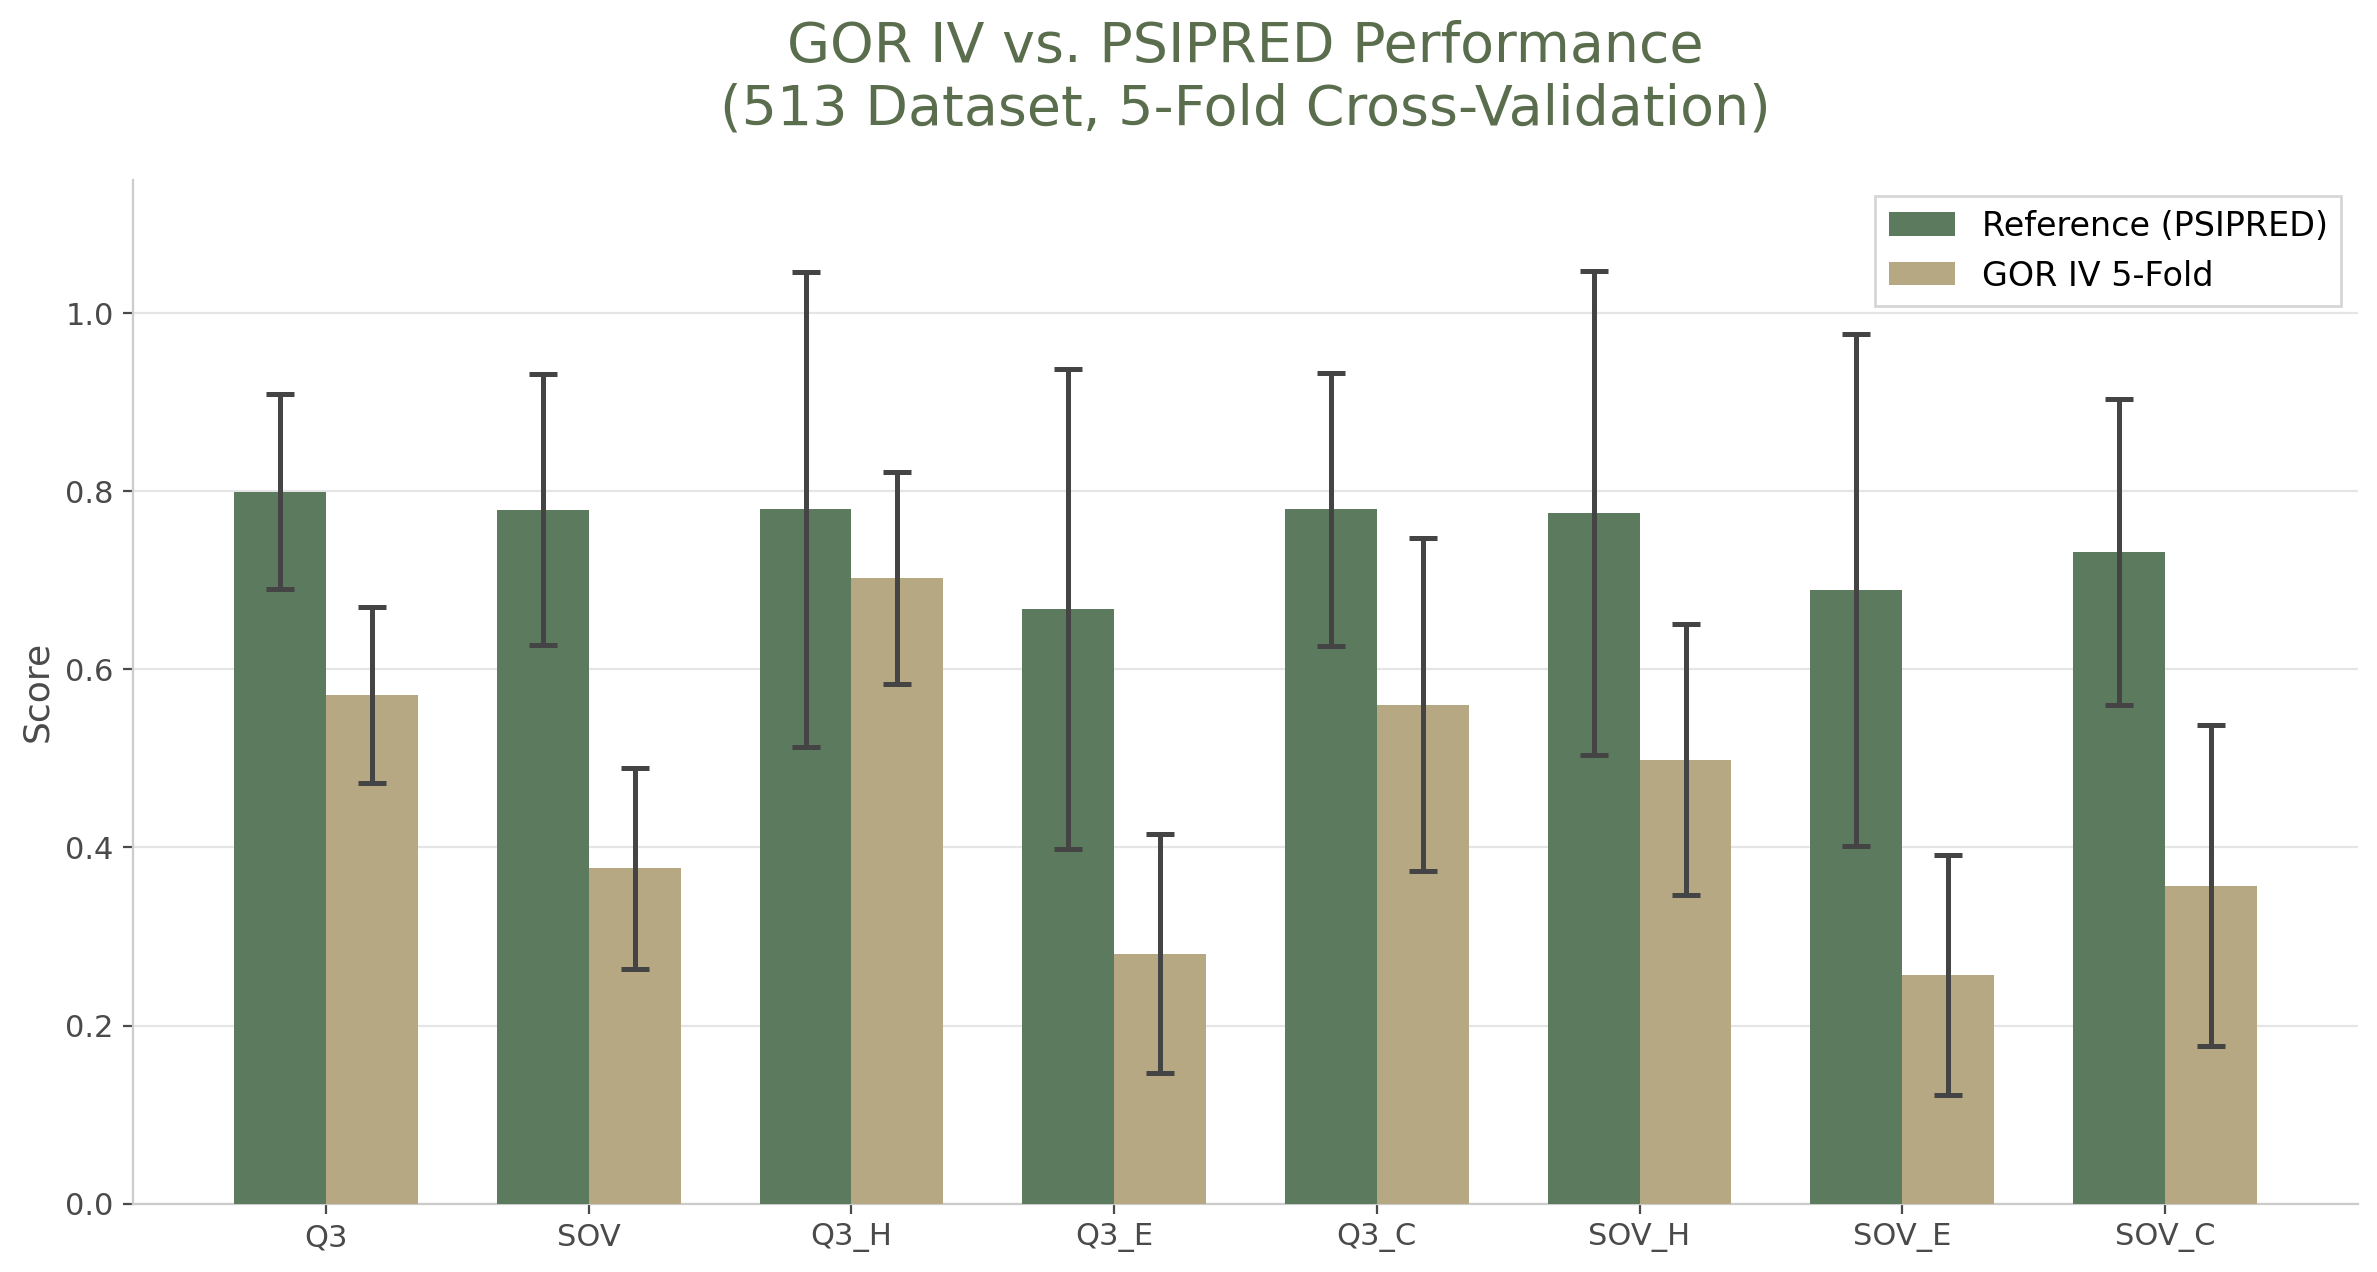 GOR IV vs. PSIPRED Performance
(513 Dataset, 5-Fold Cross-Validation)
Reference (PSIPRED)
GOR IV 5-Fold
Score
1.0
0.8
0.6
0.4
0.2
0.0
Q3 SOV Q3_H Q3_E Q3_C SOV_H SOV_E SOV_C